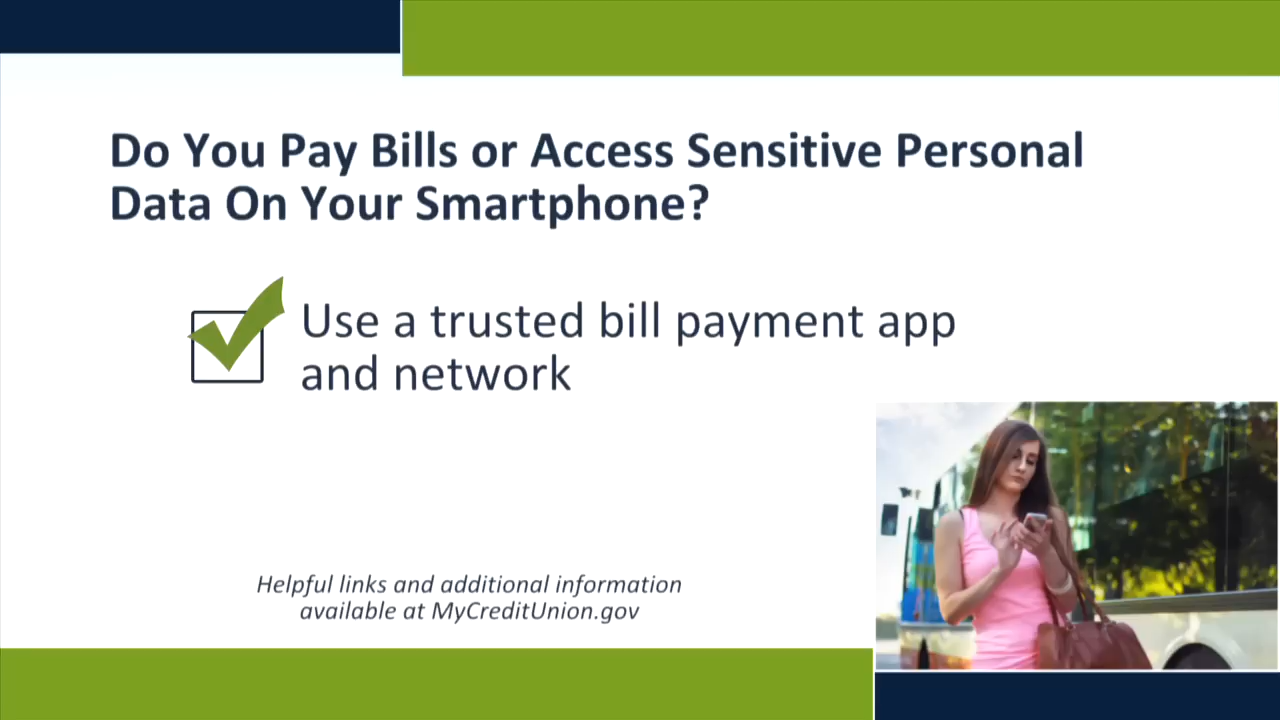 Do You Pay Bills or Access Sensitive Personal
Data On Your Smartphone?
Use a trusted bill payment app
and network
Helpful links and additional information
available at MyCreditUnion.gov